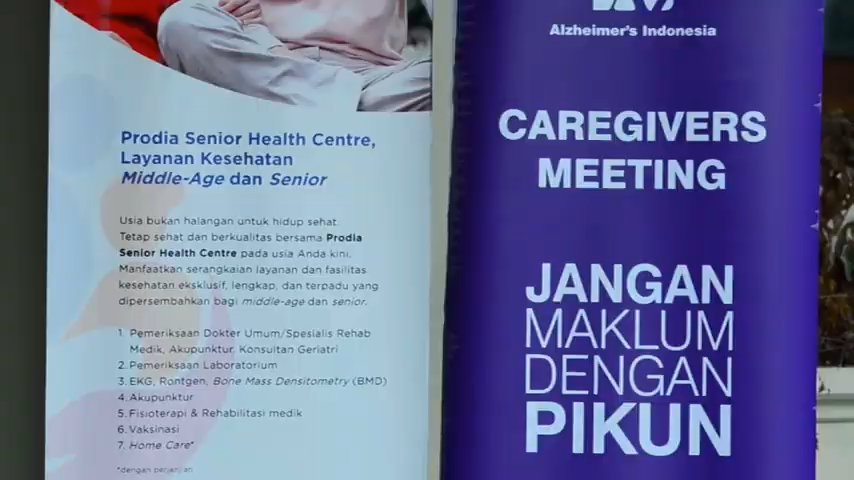 Prodia Senior Health Centre,
Layanan Kesehatan
Middle-Age dan Senior
Usia bukan halangan untuk hidup sehat.
Tetap sehat dan berkualitas bersama Prodia
Senior Health Centre pada usia Anda kini.
Manfaatkan serangkaian layanan dan fasilitas
kesehatan eksklusif, lengkap, dan terpadu yang
dipersembahkan bagi middle-age dan senior.
1. Pemeriksaan Dokter Umum/Spesialis Rehab
Medik, Akupunktur, Konsultan Geriatri
2. Pemeriksaan Laboratorium
3. EKG, Rontgen, Bone Mass Densitometry (BMD)
4. Akupunktur
5. Fisioterapi & Rehabilitasi medik
6. Vaksinasi
7. Home Care*
*dengan perjanjian
Alzheimer's Indonesia
CAREGIVERS
MEETING
JANGAN
MAKLUM
DENGAN
PIKUN